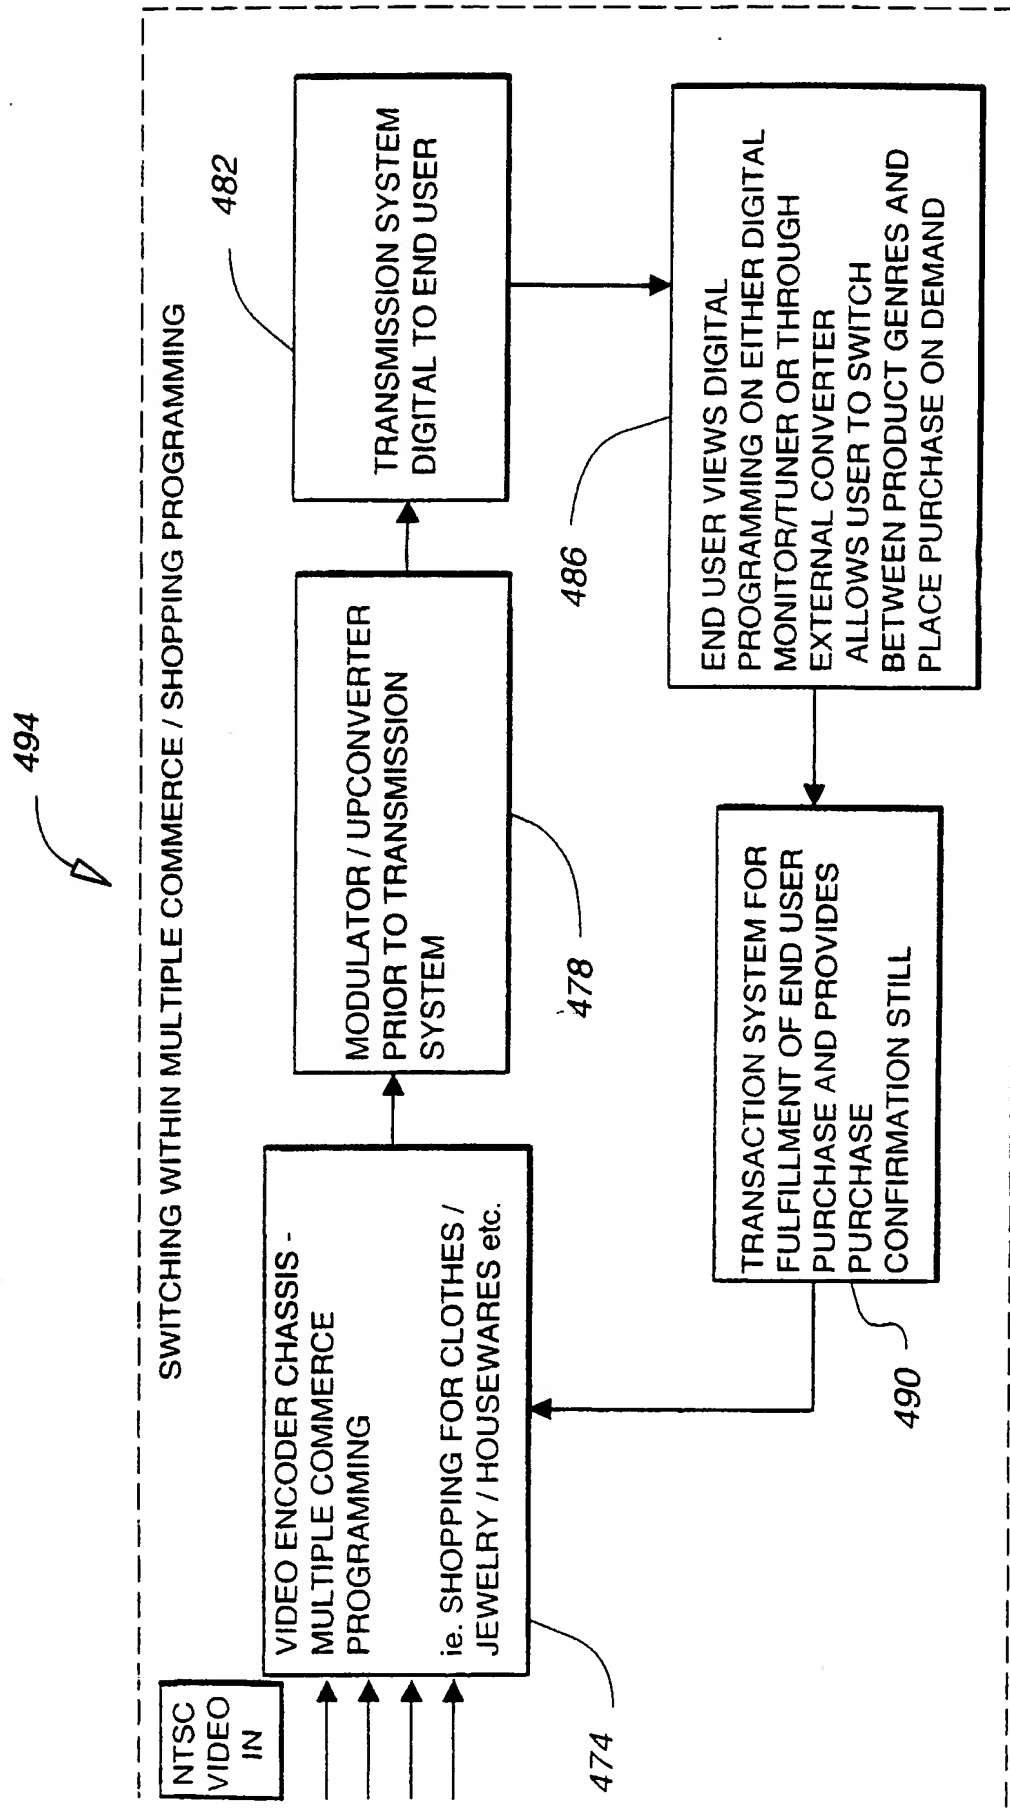 494
SWITCHING WITHIN MULTIPLE COMMERCE / SHOPPING PROGRAMMING
NTSC
VIDEO
IN
VIDEO ENCODER CHASSIS -
MULTIPLE COMMERCE
PROGRAMMING
ie. SHOPPING FOR CLOTHES /
JEWELRY / HOUSEWARES etc.
474
MODULATOR / UPCONVERTER
PRIOR TO TRANSMISSION
SYSTEM
478
TRANSMISSION SYSTEM
DIGITAL TO END USER
482
END USER VIEWS DIGITAL
PROGRAMMING ON EITHER DIGITAL
MONITOR/TUNER OR THROUGH
EXTERNAL CONVERTER
ALLOWS USER TO SWITCH
BETWEEN PRODUCT GENRES AND
PLACE PURCHASE ON DEMAND
486
TRANSACTION SYSTEM FOR
FULFILLMENT OF END USER
PURCHASE AND PROVIDES
PURCHASE
CONFIRMATION STILL
490